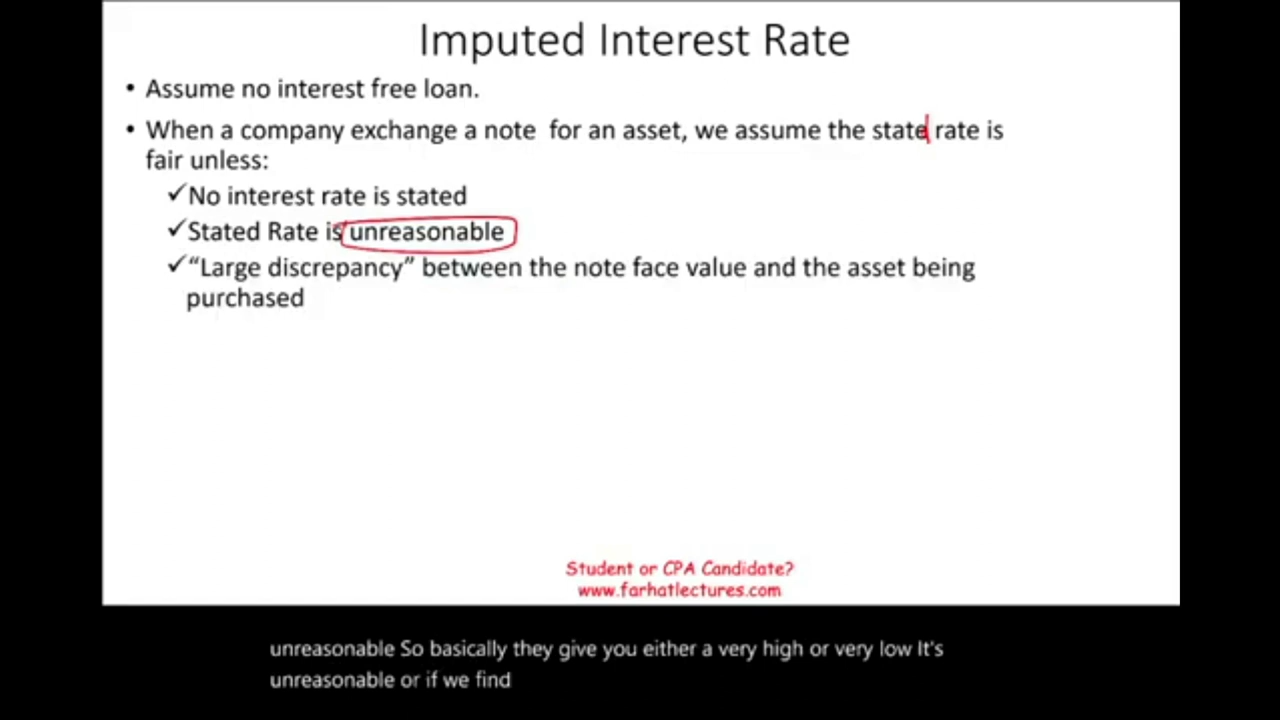 Imputed Interest Rate
• Assume no interest free loan.
• When a company exchange a note for an asset, we assume the state rate is
fair unless:
✓No interest rate is stated
✓Stated Rate is unreasonable
✓“Large discrepancy” between the note face value and the asset being
purchased
Student or CPA Candidate?
www.farhatlectures.com
unreasonable So basically they give you either a very high or very low It's
unreasonable or if we find